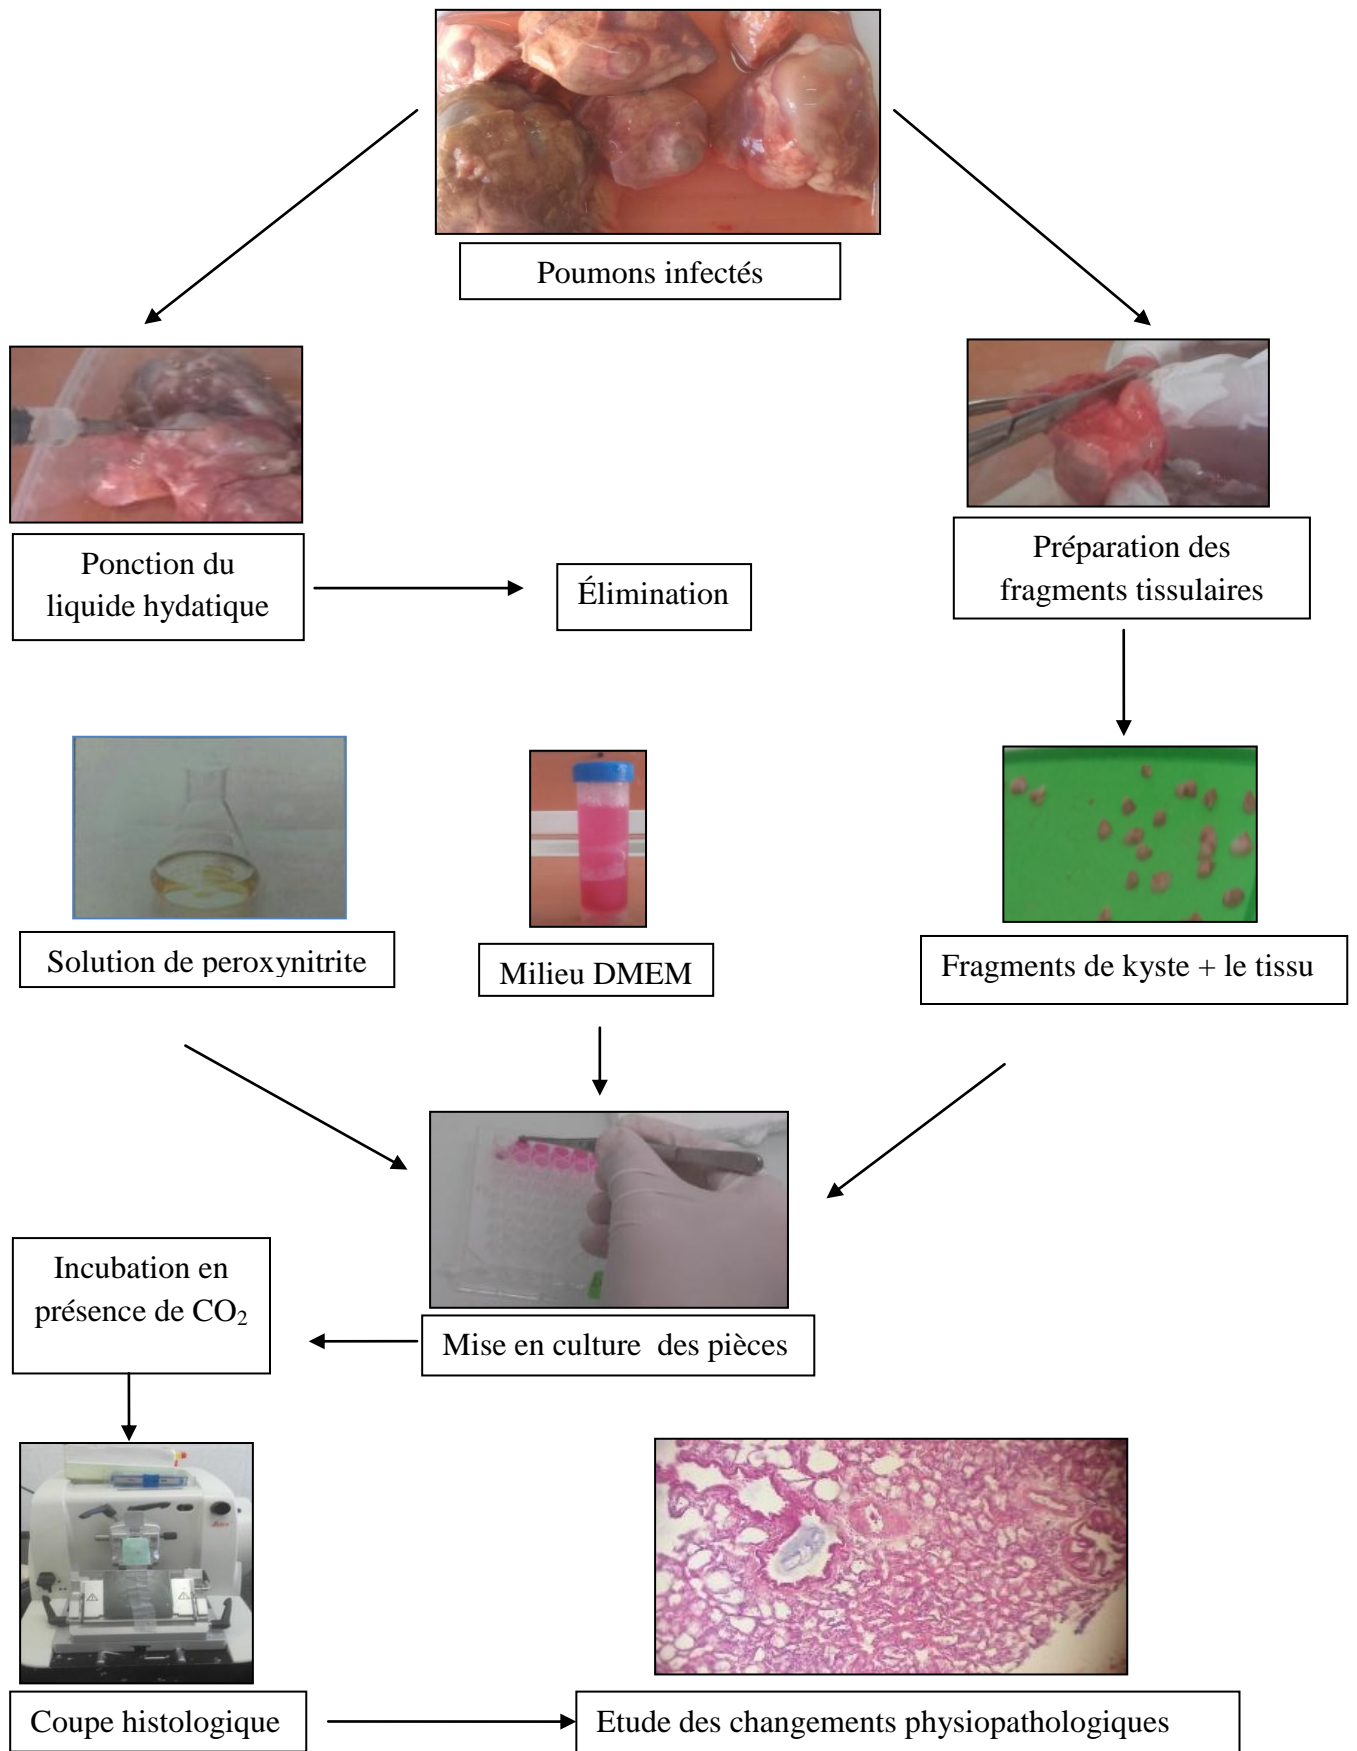 Poumons infectés
Ponction du
liquide hydatique
Élimination
Préparation des
fragments tissulaires
Solution de peroxynitrite
Milieu DMEM
Fragments de kyste + le tissu
Incubation en
présence de CO₂
Mise en culture des pièces
Coupe histologique
Etude des changements physiopathologiques